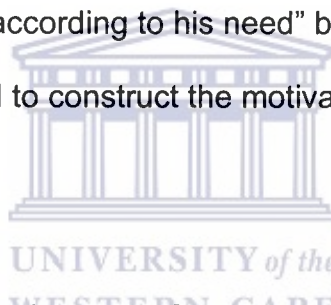 according to his need” b
to construct the motiva
UNIVERSITY of the
WESTERN CAPE